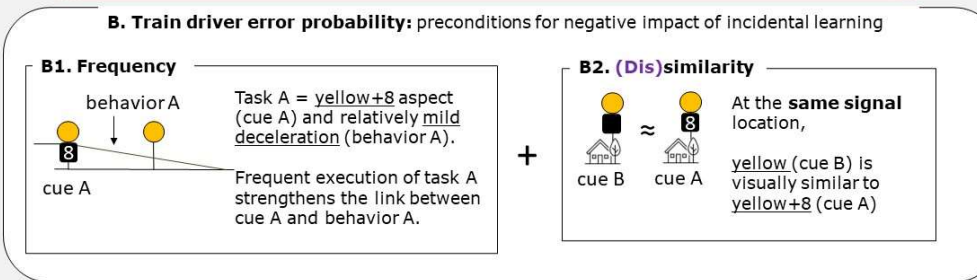 B. Train driver error probability: preconditions for negative impact of incidental learning
B1. Frequency
behavior A
8
cue A
Task A = yellow+8 aspect
(cue A) and relatively mild
deceleration (behavior A).
Frequent execution of task A
strengthens the link between
cue A and behavior A.
+
B2. (Dis)similarity
≈
8
cue B
cue A
At the same signal
location,
yellow (cue B) is
visually similar to
yellow+8 (cue A)